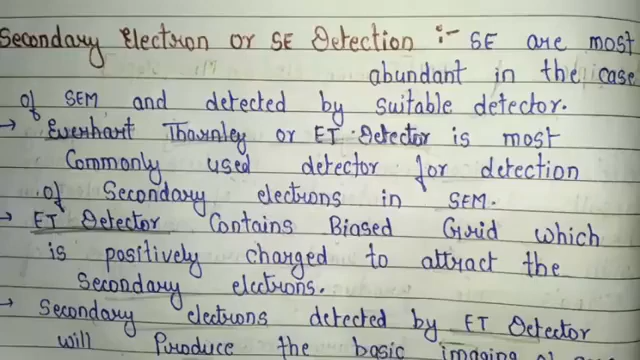 Secondary Electron or SE Detection :- SE are most
abundant in the case
of SEM and detected by suitable detector.
→ Everhart Thornley or ET Detector is most
Commonly used detector for detection
of Secondary electrons in SEM.
→ ET Detector Contains Biased Grid which
is positively charged to attract the
Secondary electrons.
→ Secondary electrons detected by ET Detector
will Produce the basic imaging of